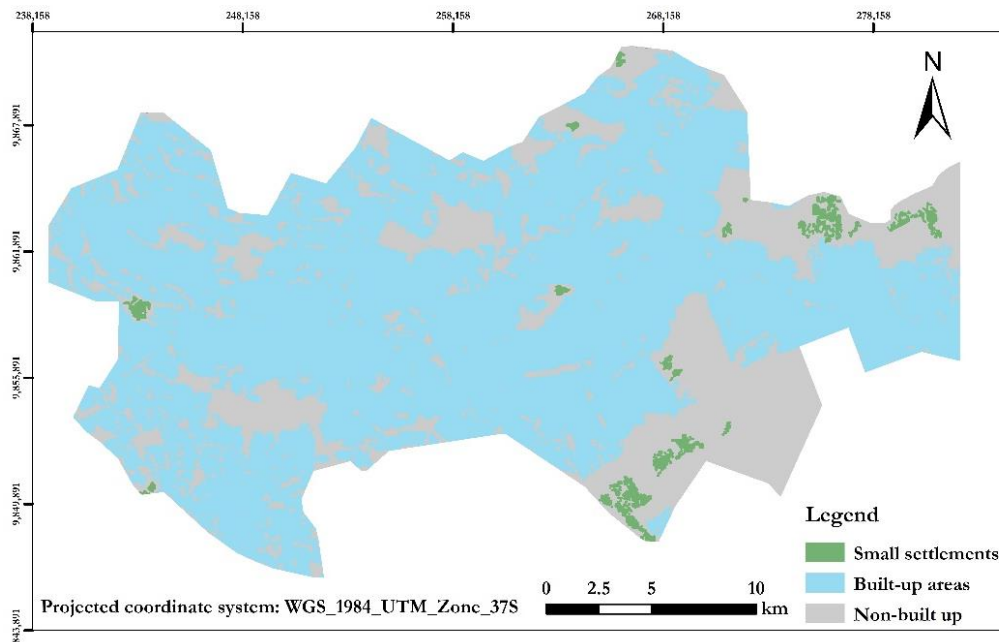 238,158 248,158 258,158 268,158 278,158
N
9,867,891
9,861,891
9,855,891
9,849,891
9,843,891
Legend
Small settlements
Built-up areas
Non-built up
Projected coordinate system: WGS_1984_UTM_Zone_37S
0 2.5 5 10
km